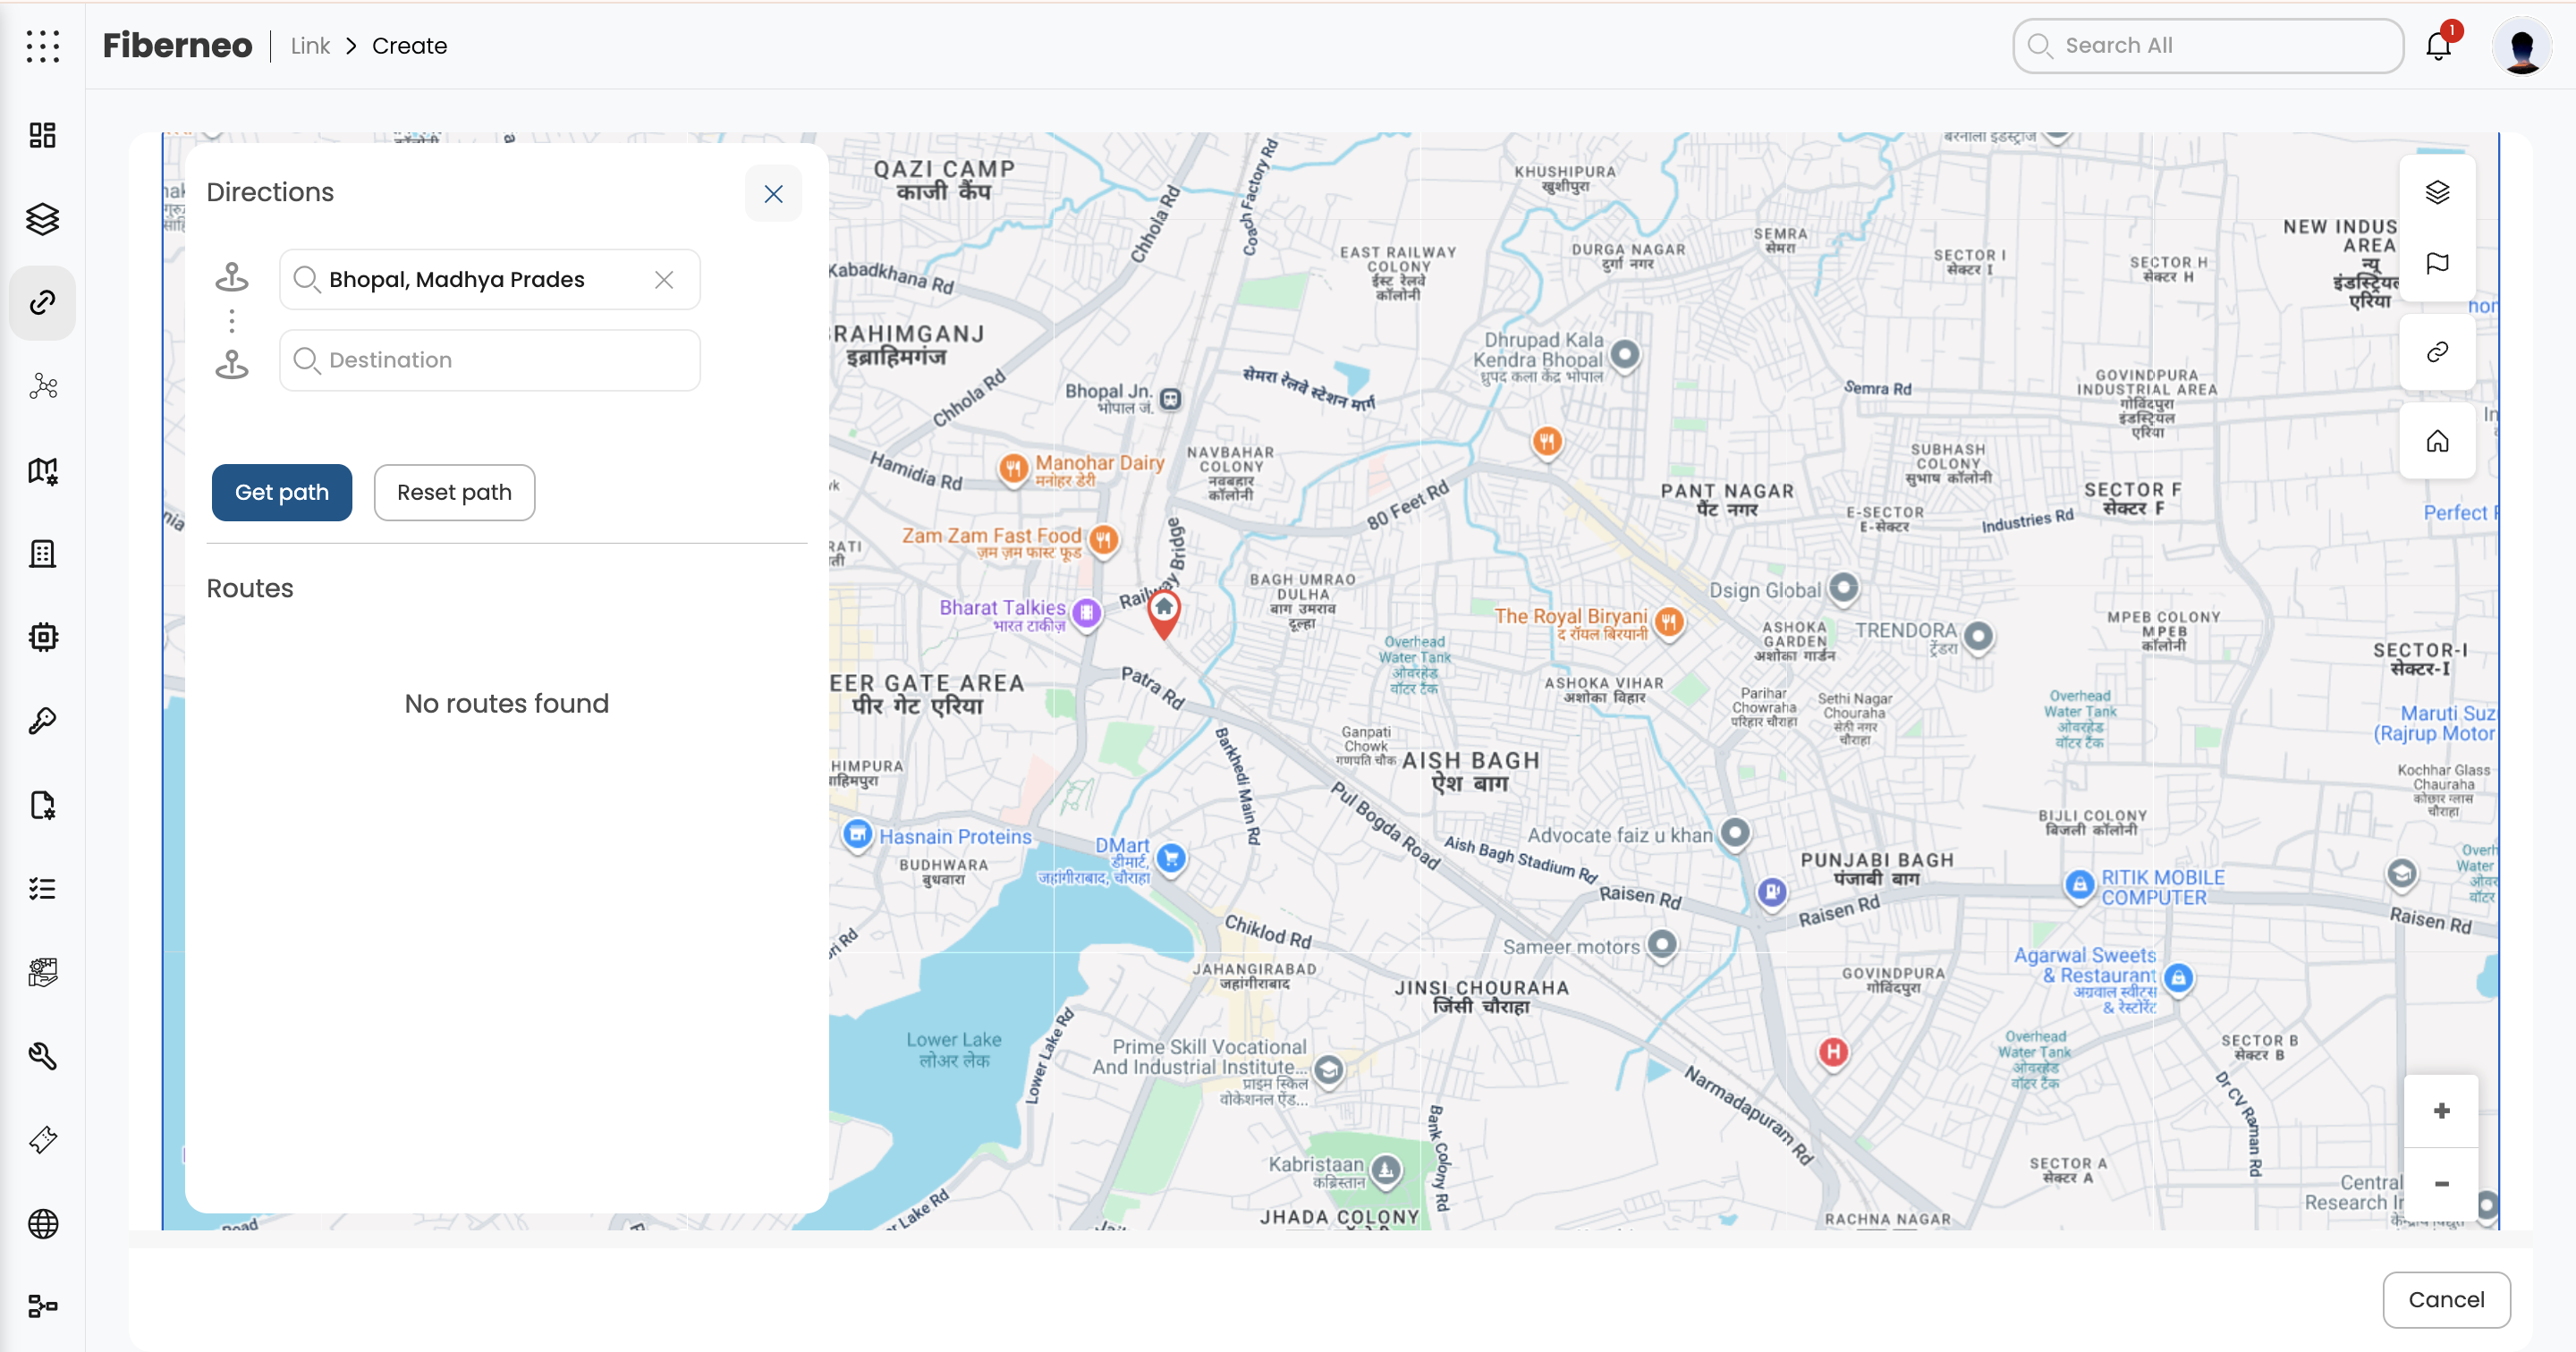 Fiberneo
Link > Create
Search All
1
Directions
Bhopal, Madhya Prades
Destination
Get path
Reset path
Routes
No routes found
QAZI CAMP
काजी कैंप
Chhola Rd
Coach Factory Rd
KHUSHIPURA
खुशीपुरा
EAST RAILWAY
COLONY
ईस्ट रेलवे
कॉलोनी
DURGA NAGAR
दुर्गा नगर
SEMRA
सेमरा
SECTOR I
सेक्टर I
SECTOR H
सेक्टर H
NEW INDUS
AREA
न्यू
एरिया
Kabadkhana Rd
RAHIMGANJ
इब्राहिमगंज
Chhola Rd
Bhopal Jn.
भोपाल जं.
सेमरा रेलवे स्टेशन मार्ग
Dhrupad Kala
Kendra Bhopal
ध्रुपद कला केंद्र भोपाल
Semra Rd
GOVINDPURA
INDUSTRIAL AREA
गोविंदपुरा
इंडस्ट्रियल
एरिया
Hamidia Rd
Manohar Dairy
मनोहर डेरी
NAVBAHAR
COLONY
नवबहार
कॉलोनी
80 Feet Rd
PANT NAGAR
पैंट नगर
SUBHASH
COLONY
सुभाष कॉलोनी
E-SECTOR
E-सेक्टर
Industries Rd
SECTOR F
सेक्टर F
Perfect
Zam Zam Fast Food
ज़म ज़म फास्ट फूड
Railway Bridge
Bharat Talkies
भारत टाकीज़
BAGH UMRAO
DULHA
बाग उमराव
दूल्हा
Overhead
Water Tank
ओवरहेड
वॉटर टैंक
The Royal Biryani
द रॉयल बिरयानी
Dsign Global
ASHOKA
GARDEN
अशोका गार्डन
TRENDORA
ट्रेंडरा
MPEB COLONY
MPEB
कॉलोनी
SECTOR-I
सेक्टर-I
EER GATE AREA
पीर गेट एरिया
Patra Rd
ASHOKA VIHAR
अशोका विहार
Parihar
Chowraha
परिहार चौराहा
Sethi Nagar
Chouraha
सेठी नगर
चौराहा
Overhead
Water Tank
ओवरहेड
वॉटर टैंक
Maruti Suz
(Rajrup Motor
Ganpati
Chowk
गणपति चौक
AISH BAGH
ऐश बाग
HIMPURA
Barkhedi Main Rd
Pul Bogda Road
Kochhar Glass
Chauraha
कोछार ग्लास
चौराहा
BIJLI COLONY
बिजली कॉलोनी
Hasnain Proteins
BUDHWARA
बुधवारा
DMart
डीमार्ट,
जहांगीराबाद, चौराहा
Aish Bagh Stadium Rd
Advocate faiz u khan
Raisen Rd
PUNJABI BAGH
पंजाबी बाग
Raisen Rd
RITIK MOBILE
COMPUTER
Overh
Water
Raisen Rd
Chiklod Rd
Sameer motors
JAHANGIRABAD
जहांगीराबाद
JINSI CHOURAHA
जिंसी चौराहा
GOVINDPURA
गोविंदपुरा
Agarwal Sweets
& Restaurant
अग्रवाल स्वीट्स
& रेस्टोरेंट
Lower Lake
लोअर लेक
Lower Lake Rd
Prime Skill Vocational
And Industrial Institute...
प्राइम स्किल
वोकेशनल ऐंड...
Overhead
Water Tank
ओवरहेड
वॉटर टैंक
SECTOR B
सेक्टर B
Narmadapuram Rd
Bank Colony Rd
Dr CV Raman Rd
Kabristaan
कब्रिस्तान
SECTOR A
सेक्टर A
Central
Research
JHADA COLONY
RACHNA NAGAR
r Lake Rd
+
−
Cancel